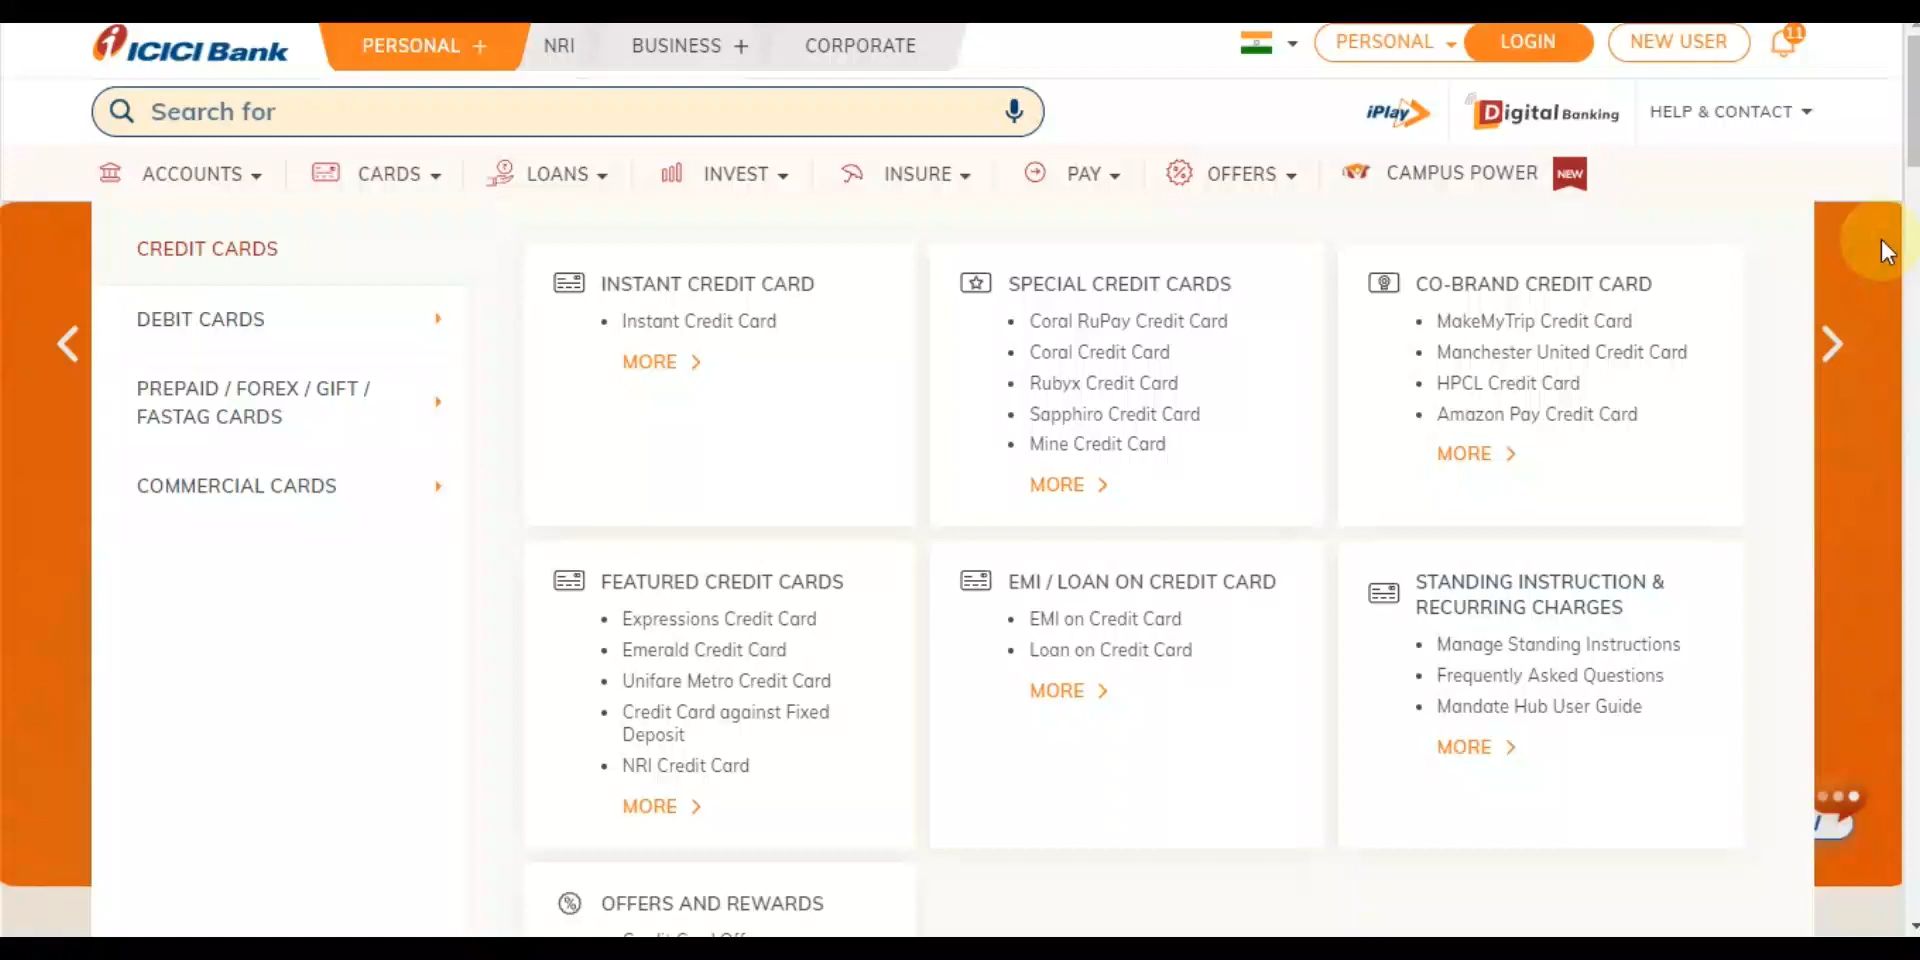 ICICI Bank
PERSONAL +
NRI
BUSINESS +
CORPORATE
PERSONAL
LOGIN
NEW USER
11
Search for
iPlay
Digital Banking
HELP & CONTACT
ACCOUNTS
CARDS
LOANS
INVEST
INSURE
PAY
OFFERS
CAMPUS POWER
NEW
CREDIT CARDS
DEBIT CARDS
PREPAID / FOREX / GIFT /
FASTAG CARDS
COMMERCIAL CARDS
INSTANT CREDIT CARD
• Instant Credit Card
MORE >
SPECIAL CREDIT CARDS
• Coral RuPay Credit Card
• Coral Credit Card
• Rubyx Credit Card
• Sapphiro Credit Card
• Mine Credit Card
MORE >
CO-BRAND CREDIT CARD
• MakeMyTrip Credit Card
• Manchester United Credit Card
• HPCL Credit Card
• Amazon Pay Credit Card
MORE >
FEATURED CREDIT CARDS
• Expressions Credit Card
• Emerald Credit Card
• Unifare Metro Credit Card
• Credit Card against Fixed
Deposit
• NRI Credit Card
MORE >
EMI / LOAN ON CREDIT CARD
• EMI on Credit Card
• Loan on Credit Card
MORE >
STANDING INSTRUCTION &
RECURRING CHARGES
• Manage Standing Instructions
• Frequently Asked Questions
• Mandate Hub User Guide
MORE >
OFFERS AND REWARDS